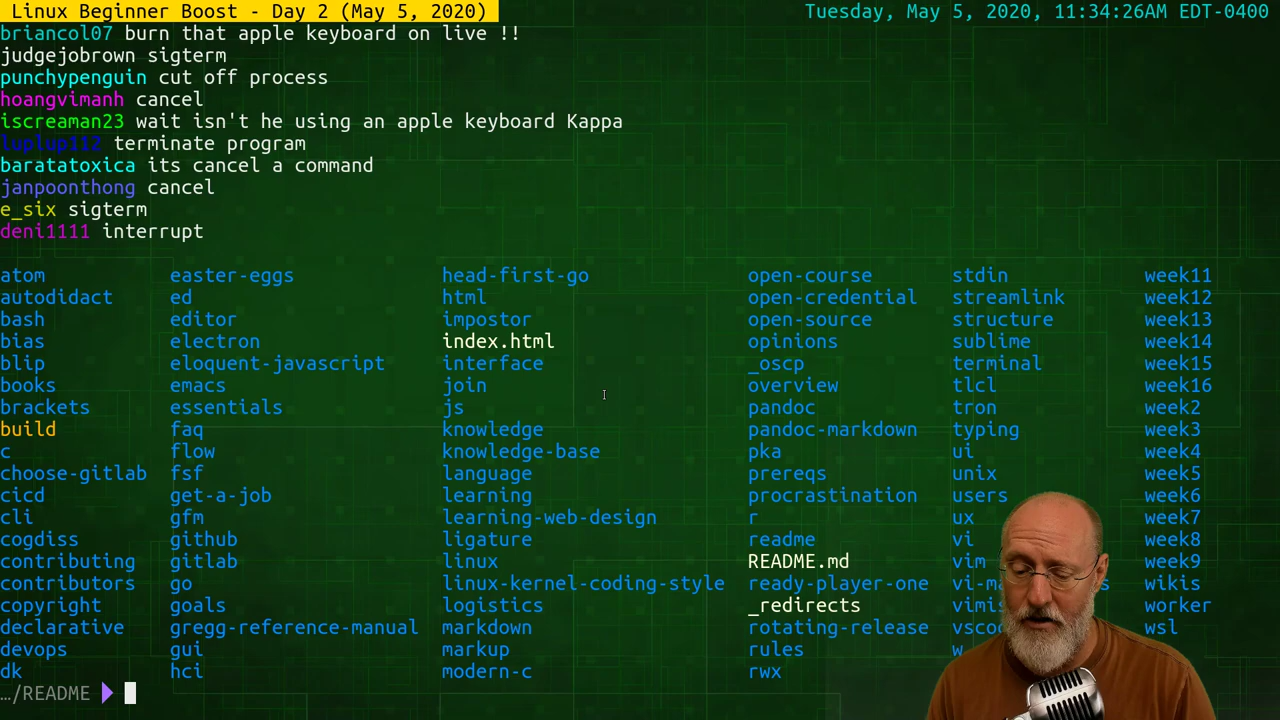 Linux Beginner Boost - Day 2 (May 5, 2020) Tuesday, May 5, 2020, 11:34:26AM EDT-0400
briancol07 burn that apple keyboard on live !!
judgejobrown sigterm
punchypenguin cut off process
hoangvimanh cancel
iscreaman23 wait isn't he using an apple keyboard Kappa
luplup112 terminate program
baratatoxica its cancel a command
janpoonthong cancel
e_six sigterm
deni1111 interrupt
atom easter-eggs head-first-go open-course stdin week11
autodidact ed html open-credential streamlink week12
bash editor impostor open-source structure week13
bias electron index.html opinions sublime week14
blip eloquent-javascript interface _oscp terminal week15
books emacs join overview tlcl week16
brackets essentials js pandoc tron week2
build faq knowledge pandoc-markdown typing week3
c flow knowledge-base pka ui week4
choose-gitlab fsf language prereqs unix week5
cicd get-a-job learning procrastination users week6
cli gfm learning-web-design r ux week7
cogdiss github ligature readme vi week8
contributing gitlab linux README.md vim week9
contributors go linux-kernel-coding-style ready-player-one wikis
copyright goals logistics _redirects worker
declarative gregg-reference-manual markdown rotating-release wsl
devops gui markup rules
dk hci modern-c rwx
…/README